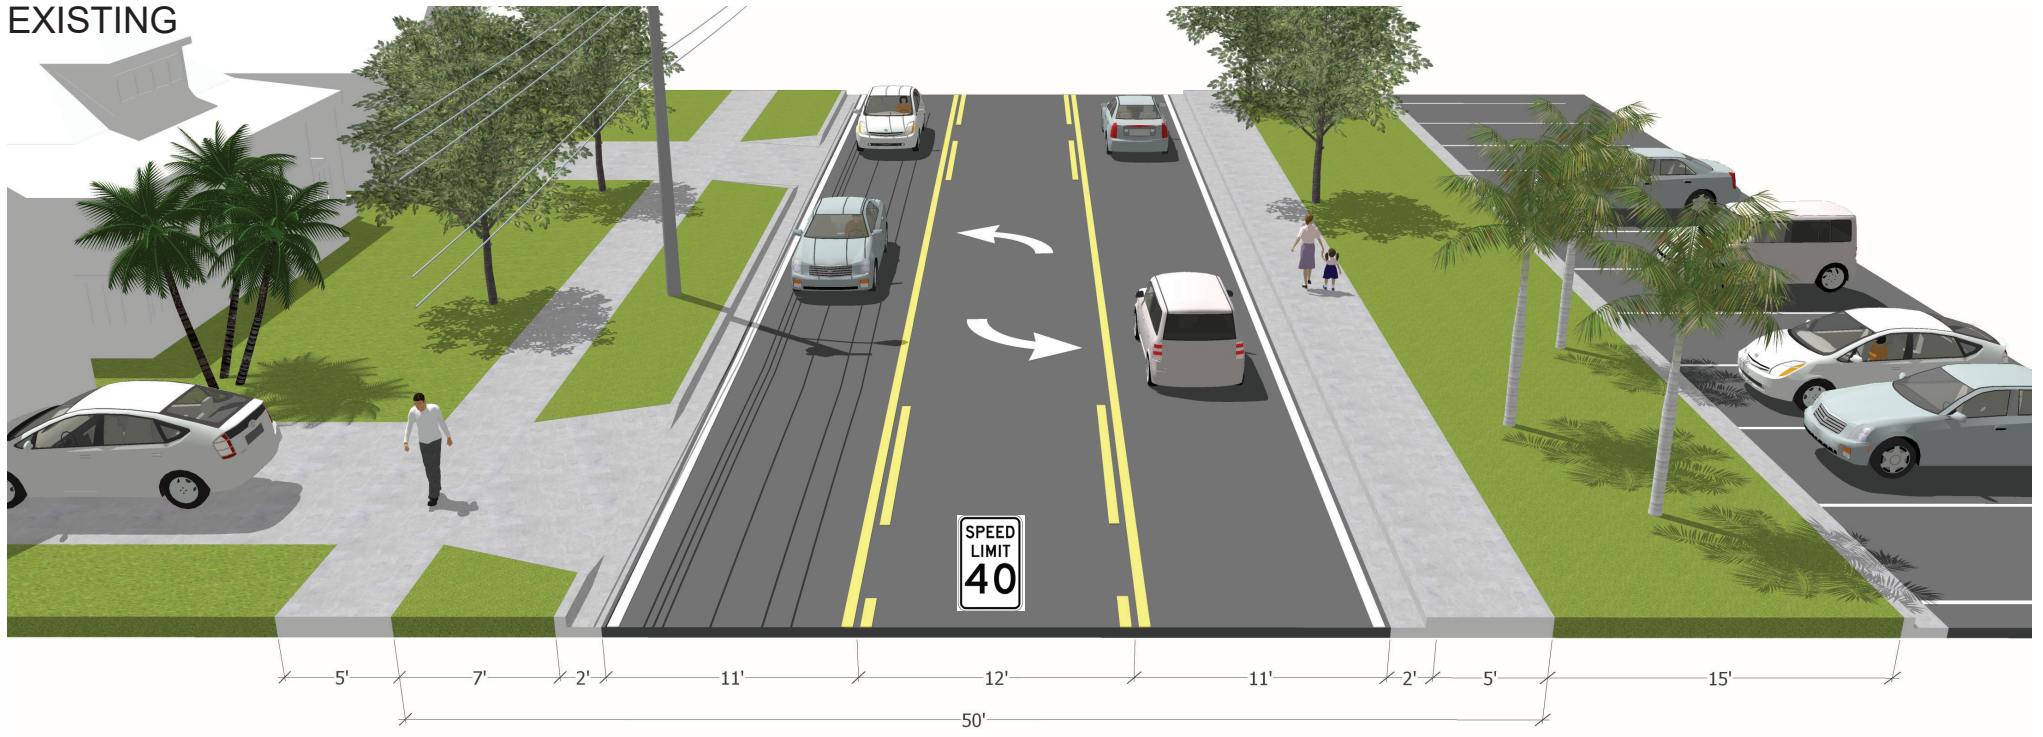 EXISTING
SPEED
LIMIT
40
5' 7' 2' 11' 12' 11' 2' 5' 15'
50'